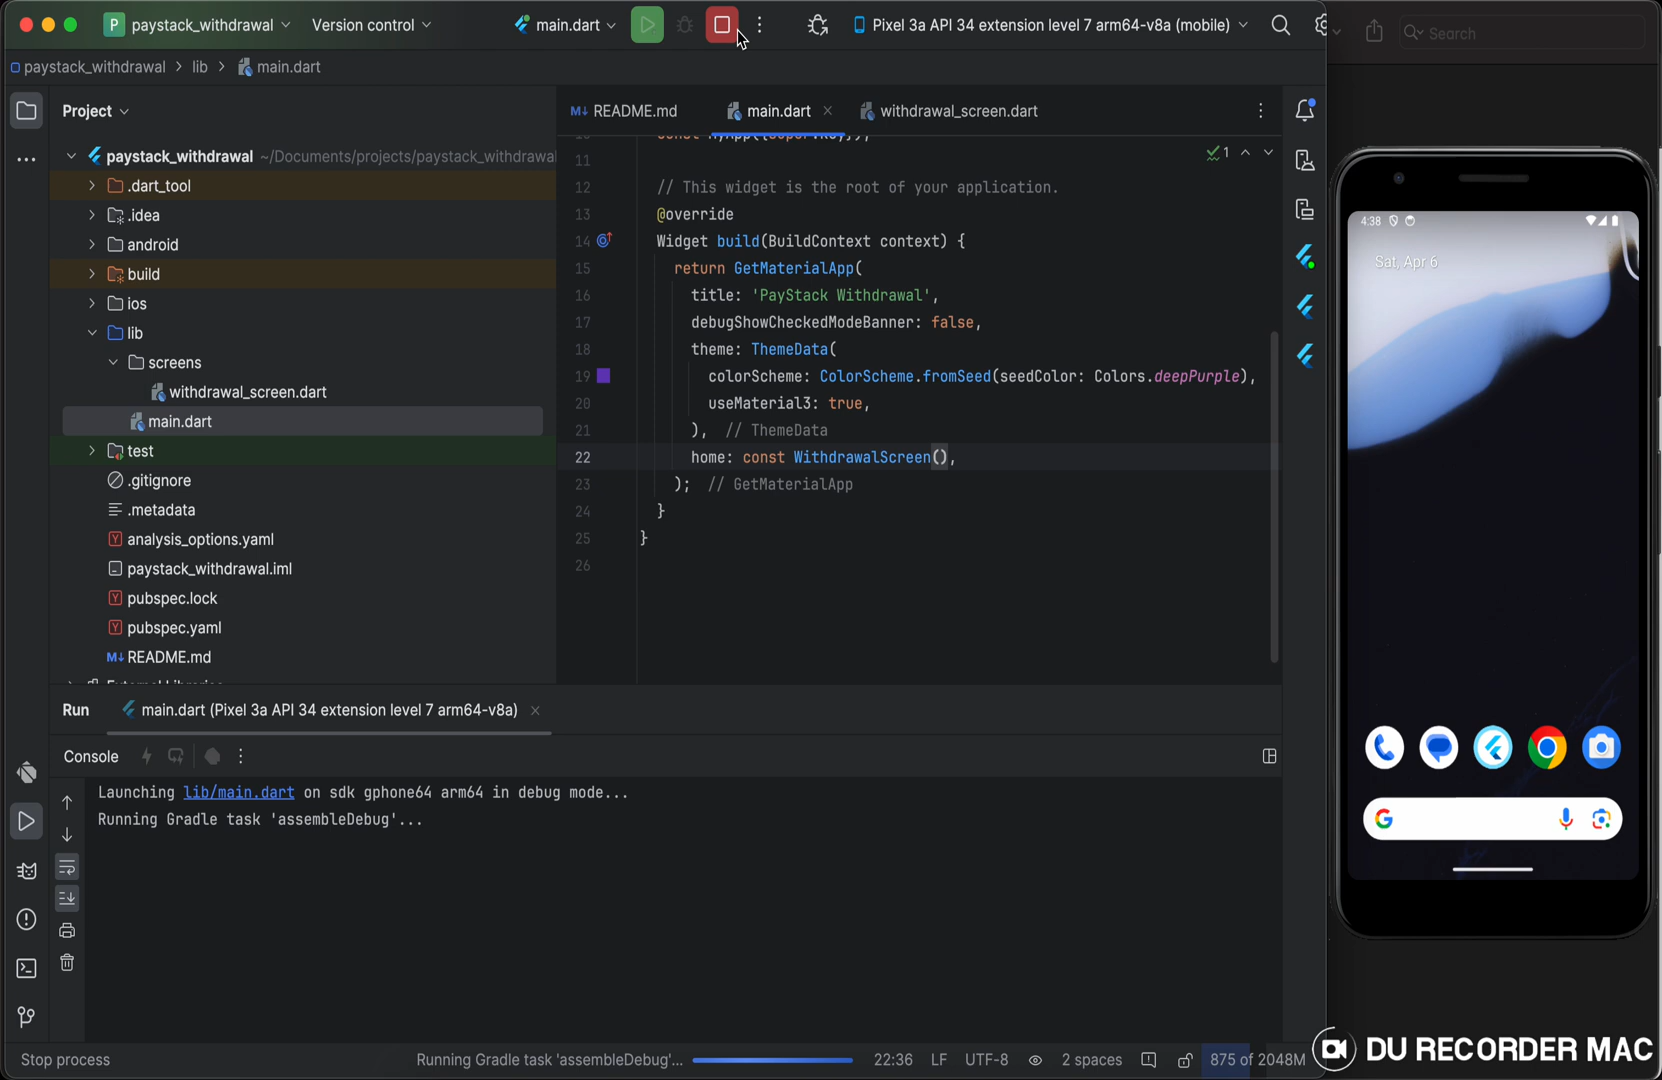 P paystack_withdrawal
Version control
main.dart
Pixel 3a API 34 extension level 7 arm64-v8a (mobile)
Search
paystack_withdrawal > lib > main.dart
Project
M↓ README.md
main.dart
withdrawal_screen.dart
paystack_withdrawal ~/Documents/projects/paystack_withdrawa
.dart_tool
.idea
android
build
ios
lib
screens
withdrawal_screen.dart
main.dart
test
.gitignore
.metadata
analysis_options.yaml
Y
paystack_withdrawal.iml
pubspec.lock
Y
pubspec.yaml
Y
M↓ README.md
1
11
12 // This widget is the root of your application.
13 @override
14 Widget build(BuildContext context) {
15 return GetMaterialApp(
16 title: 'PayStack Withdrawal',
17 debugShowCheckedModeBanner: false,
18 theme: ThemeData(
19 colorScheme: ColorScheme.fromSeed(seedColor: Colors.deepPurple),
20 useMaterial3: true,
21 ), // ThemeData
22 home: const WithdrawalScreen(),
23 ); // GetMaterialApp
24 }
25 }
26
4:38
Sat, Apr 6
G
Run
main.dart (Pixel 3a API 34 extension level 7 arm64-v8a)
Console
Launching lib/main.dart on sdk gphone64 arm64 in debug mode...
Running Gradle task 'assembleDebug'...
Stop process
Running Gradle task 'assembleDebug'...
22:36
LF
UTF-8
2 spaces
875 of 2048M
DU RECORDER MAC